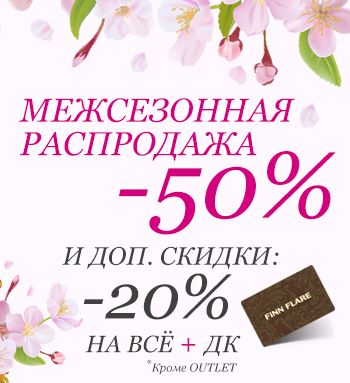 МЕЖСЕЗОННАЯ
РАСПРОДАЖА
-50%
И ДОП. СКИДКИ:
-20%
FINN FLARE
НА ВСЁ + ДК
*Кроме OUTLET